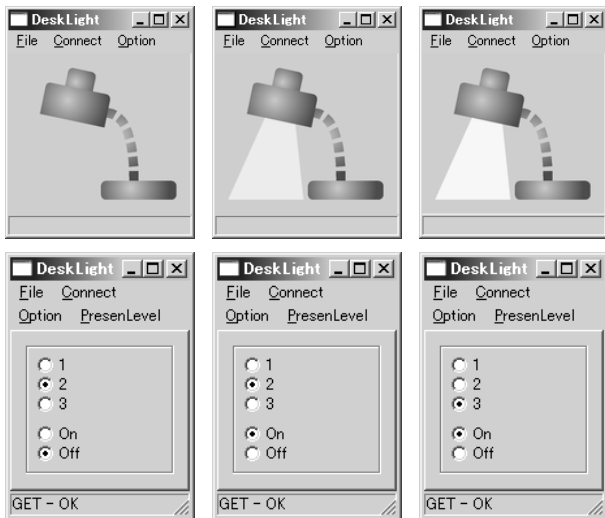 DeskLight
File Connect Option
DeskLight
File Connect Option
DeskLight
File Connect Option
DeskLight
File Connect
Option PresenLevel
1
2
3
On
Off
GET - OK
DeskLight
File Connect
Option PresenLevel
1
2
3
On
Off
GET - OK
DeskLight
File Connect
Option PresenLevel
1
2
3
On
Off
GET - OK